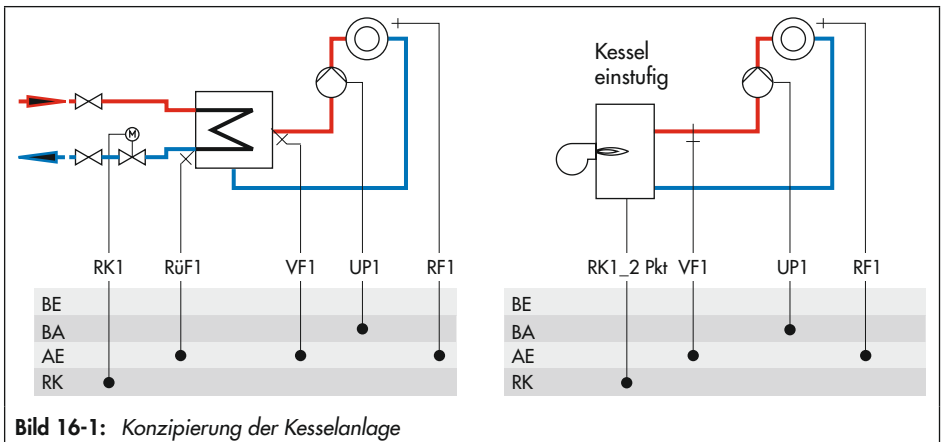 Kessel
einstufig
M
RK1 RüF1 VF1 UP1 RF1
RK1_2 Pkt VF1 UP1 RF1
BE
BA
AE
RK
BE
BA
AE
RK
Bild 16-1: Konzipierung der Kesselanlage